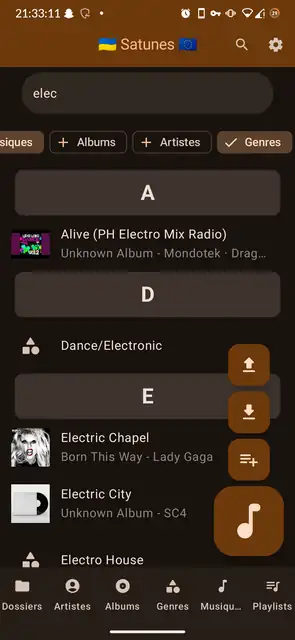 21:33:11
29
🇺🇦 Satunes 🇪🇺
elec
siques
Albums
Artistes
Genres
A
Alive (PH Electro Mix Radio)
Unknown Album - Mondotek · Drag…
D
Dance/Electronic
E
Electric Chapel
Born This Way - Lady Gaga
Electric City
Unknown Album - SC4
Electro House
Dossiers
Artistes
Albums
Genres
Musiqu…
Playlists